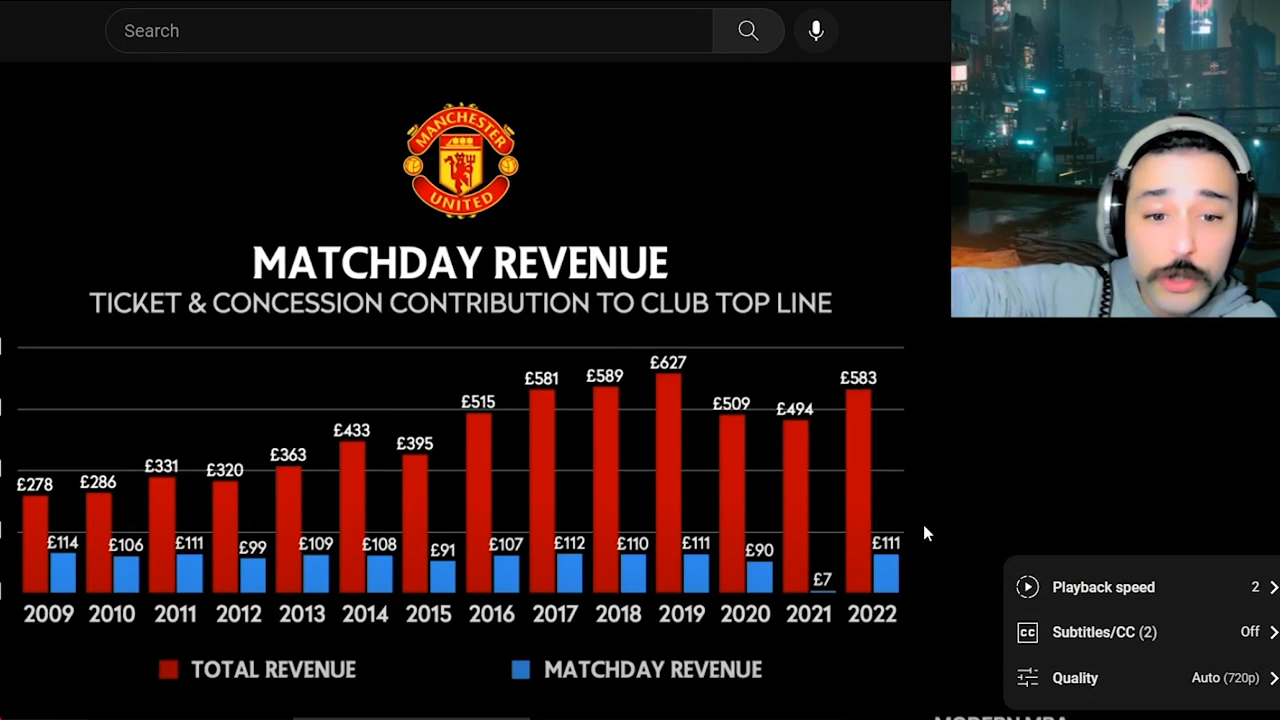 Search
MANCHESTER
UNITED
MATCHDAY REVENUE
TICKET & CONCESSION CONTRIBUTION TO CLUB TOP LINE
£278 £114 £286 £106 £331 £111 £320 £99 £363 £109 £433 £108 £395 £91 £515 £107 £581 £112 £589 £110 £627 £111 £509 £90 £494 £7 £583 £111
2009 2010 2011 2012 2013 2014 2015 2016 2017 2018 2019 2020 2021 2022
TOTAL REVENUE MATCHDAY REVENUE
Playback speed 2
CC Subtitles/CC (2) Off
Quality Auto (720p)
MODERN MBA